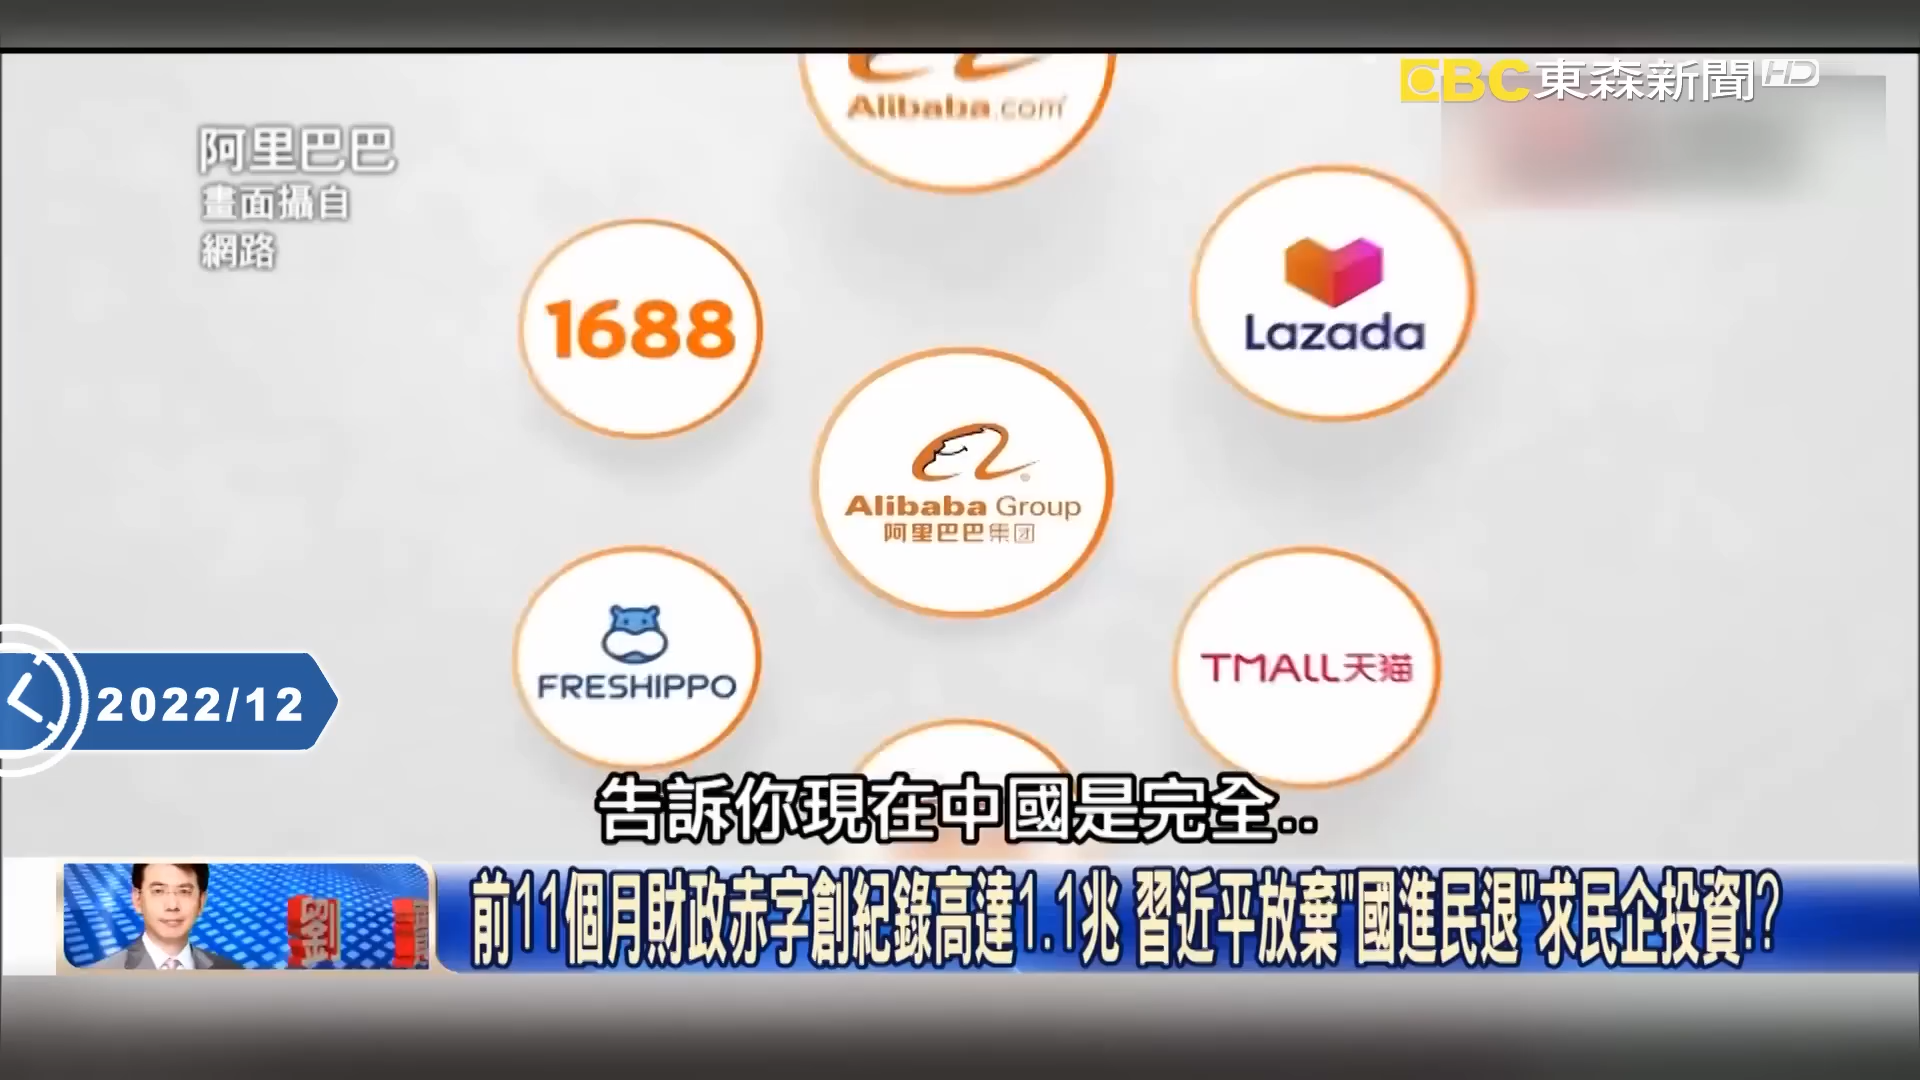 Alibaba.com
EBC東森新聞HD
阿里巴巴
畫面攝自
網路
1688
Lazada
Alibaba Group
阿里巴巴集团
FRESHIPPO
TMALL天猫
2022/12
告訴你現在中國是完全..
前11個月財政赤字創紀錄高達1.1兆 習近平放棄"國進民退"求民企投資!?